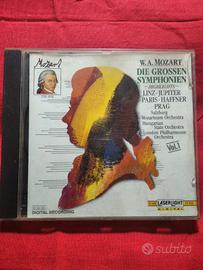 Mozart
W. A. MOZART
DIE GROSSEN
SYMPHONIEN
- HIGHLIGHTS -
LINZ · JUPITER
PARIS · HAFFNER
PRAG
Salzburg
Mozarteum Orchestra
Hungarian
State Orchestra
London Philharmonic
Orchestra
Vol.1
DIGITAL RECORDING
LASERLIGHT
DIGITAL
subito